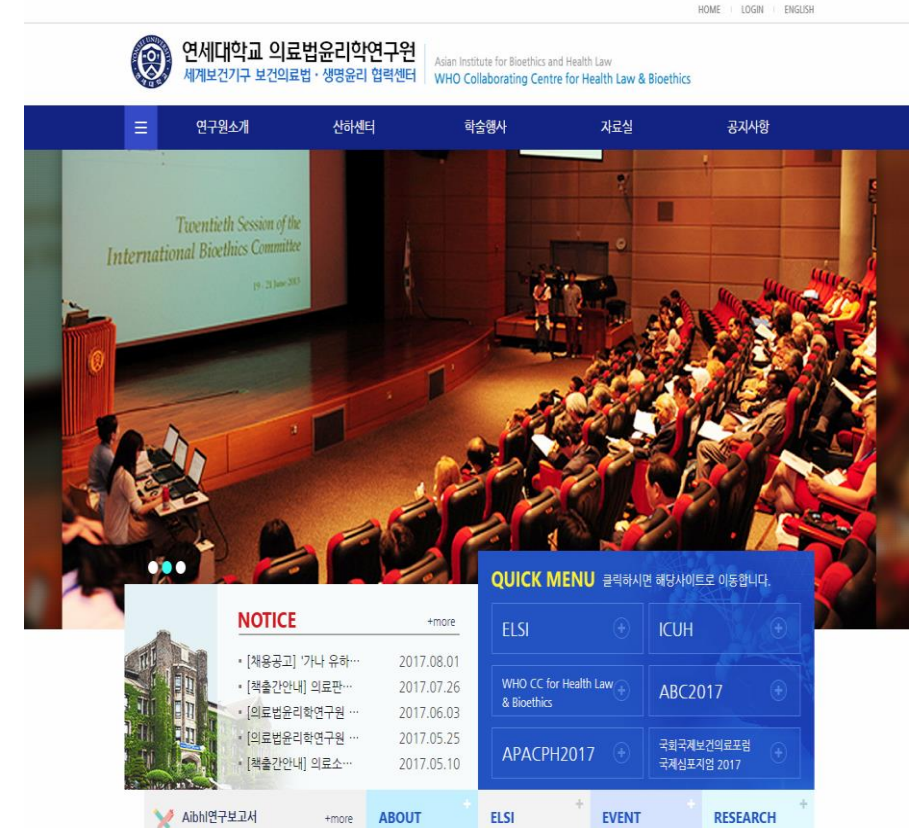 HOME LOGIN ENGLISH
연세대학교 의료법윤리학연구원
세계보건기구 보건의료법 · 생명윤리 협력센터
Asian Institute for Bioethics and Health Law
WHO Collaborating Centre for Health Law & Bioethics
연구원소개 산하센터 학술행사 자료실 공지사항
Twentieth Session of the
International Bioethics Committee
19 - 21 June 2013
QUICK MENU 클릭하시면 해당사이트로 이동합니다.
NOTICE +more
• [채용공고] '가나 유하… 2017.08.01
• [책출간안내] 의료판… 2017.07.26
• [의료법윤리학연구원 … 2017.06.03
• [의료법윤리학연구원 … 2017.05.25
• [책출간안내] 의료소… 2017.05.10
ELSI
ICUH
WHO CC for Health Law
& Bioethics
ABC2017
APACPH2017
국회국제보건의료포럼
국제심포지엄 2017
Aibhl연구보고서 +more
ABOUT
ELSI
EVENT
RESEARCH